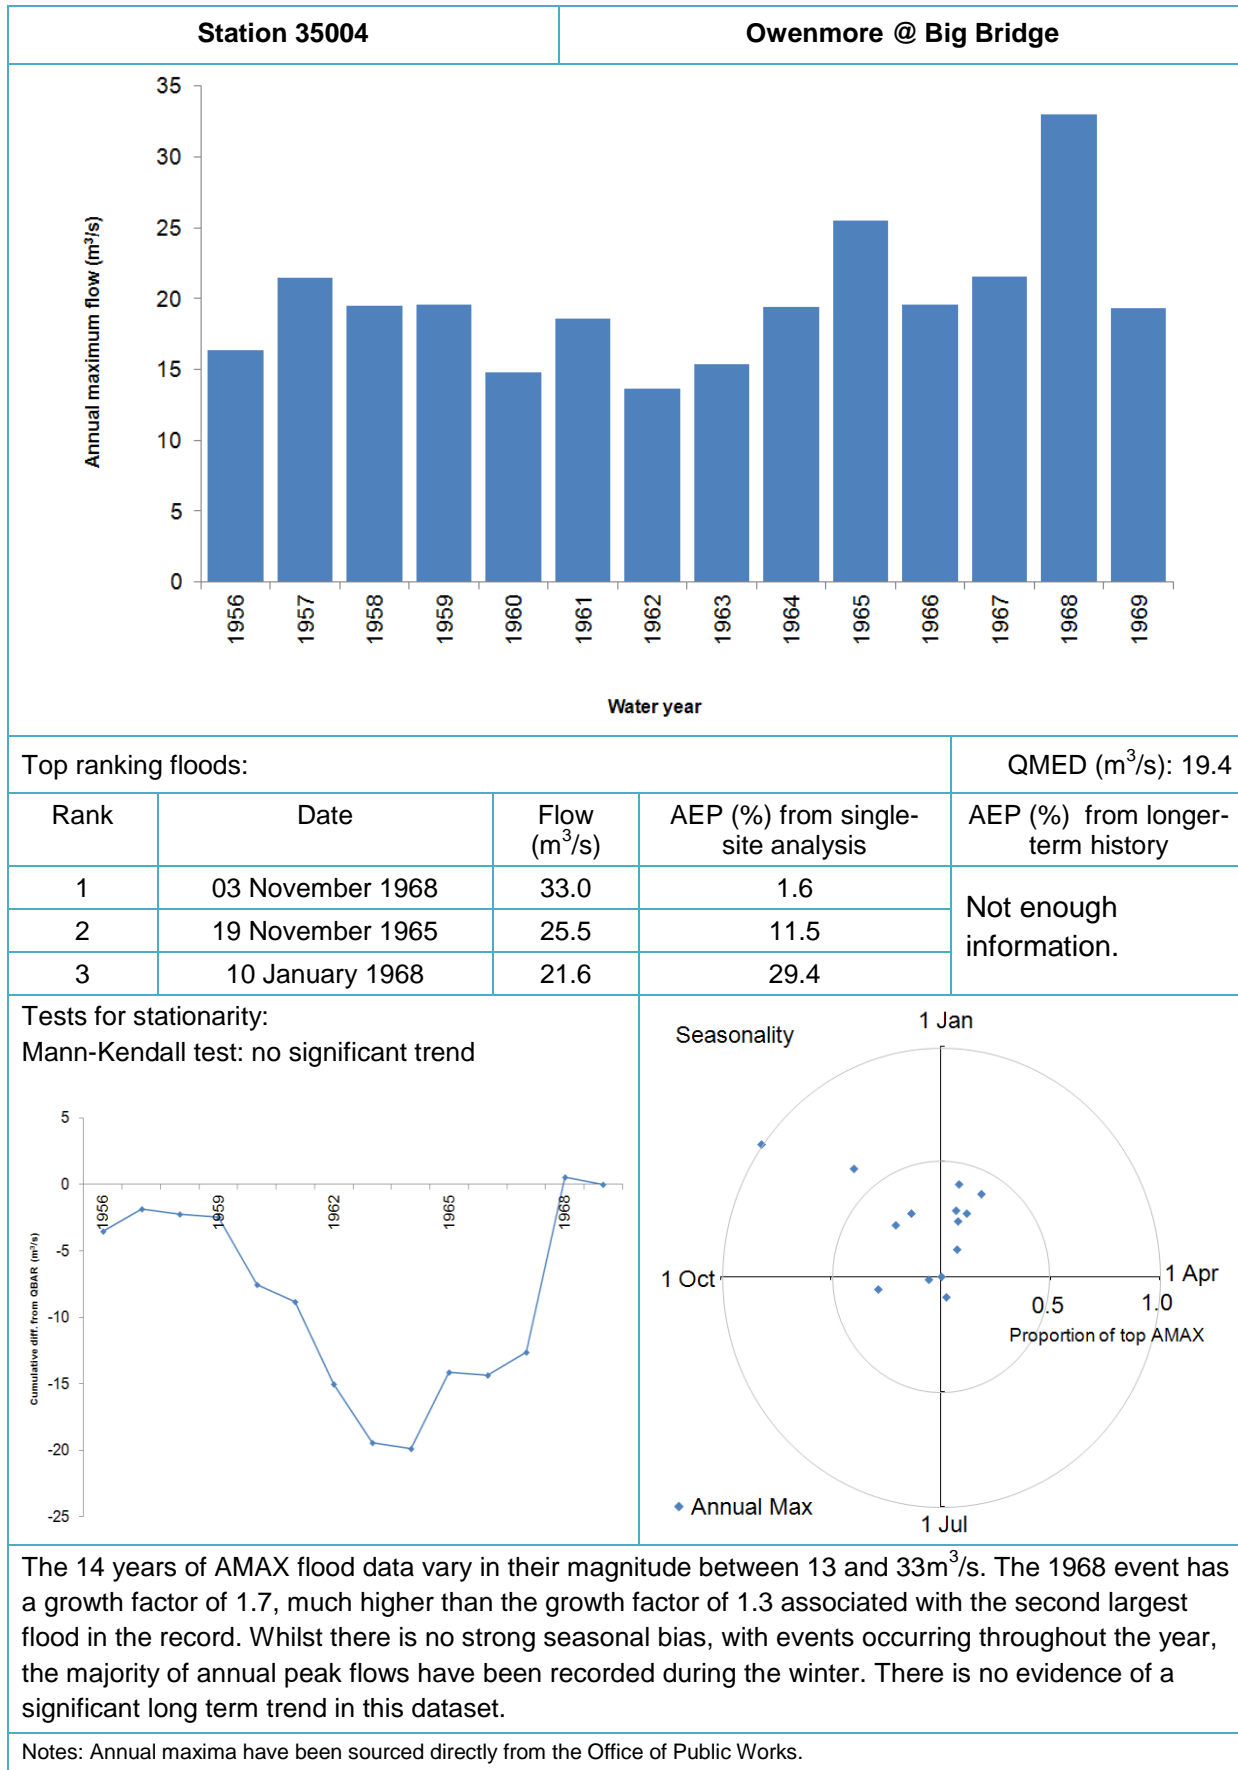 Station 35004
Owenmore @ Big Bridge
35
30
25
20
15
10
5
0
Annual maximum flow (m³/s)
1956
1957
1958
1959
1960
1961
1962
1963
1964
1965
1966
1967
1968
1969
Water year
Top ranking floods:
QMED (m³/s): 19.4
Rank
Date
Flow
(m³/s)
AEP (%) from single-
site analysis
AEP (%) from longer-
term history
1
03 November 1968
33.0
1.6
2
19 November 1965
25.5
11.5
3
10 January 1968
21.6
29.4
Not enough
information.
Tests for stationarity:
Mann-Kendall test: no significant trend
5
0
-5
-10
-15
-20
-25
Cumulative diff. from QBAR (m³/s)
1956
1959
1962
1965
1968
Seasonality
1 Jan
1 Oct
1 Apr
0.5
1.0
Proportion of top AMAX
Annual Max
1 Jul
The 14 years of AMAX flood data vary in their magnitude between 13 and 33m³/s. The 1968 event has
a growth factor of 1.7, much higher than the growth factor of 1.3 associated with the second largest
flood in the record. Whilst there is no strong seasonal bias, with events occurring throughout the year,
the majority of annual peak flows have been recorded during the winter. There is no evidence of a
significant long term trend in this dataset.
Notes: Annual maxima have been sourced directly from the Office of Public Works.